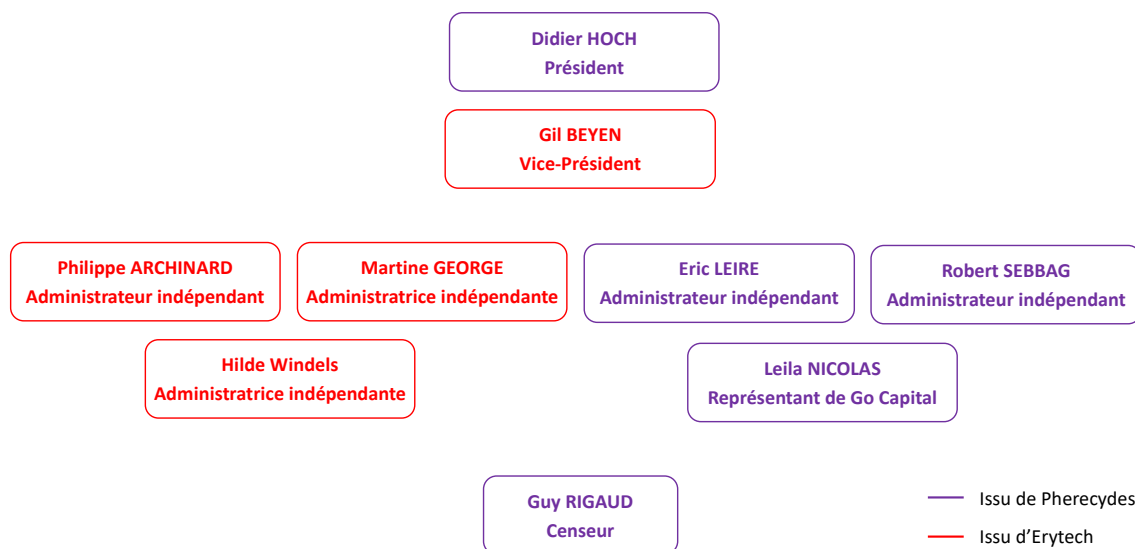 Didier HOCH
Président
Gil BEYEN
Vice-Président
Philippe ARCHINARD
Administrateur indépendant
Martine GEORGE
Administratrice indépendante
Eric LEIRE
Administrateur indépendant
Robert SEBBAG
Administrateur indépendant
Hilde Windels
Administratrice indépendante
Leila NICOLAS
Représentant de Go Capital
Guy RIGAUD
Censeur
Issu de Pherecydes
Issu d’Erytech